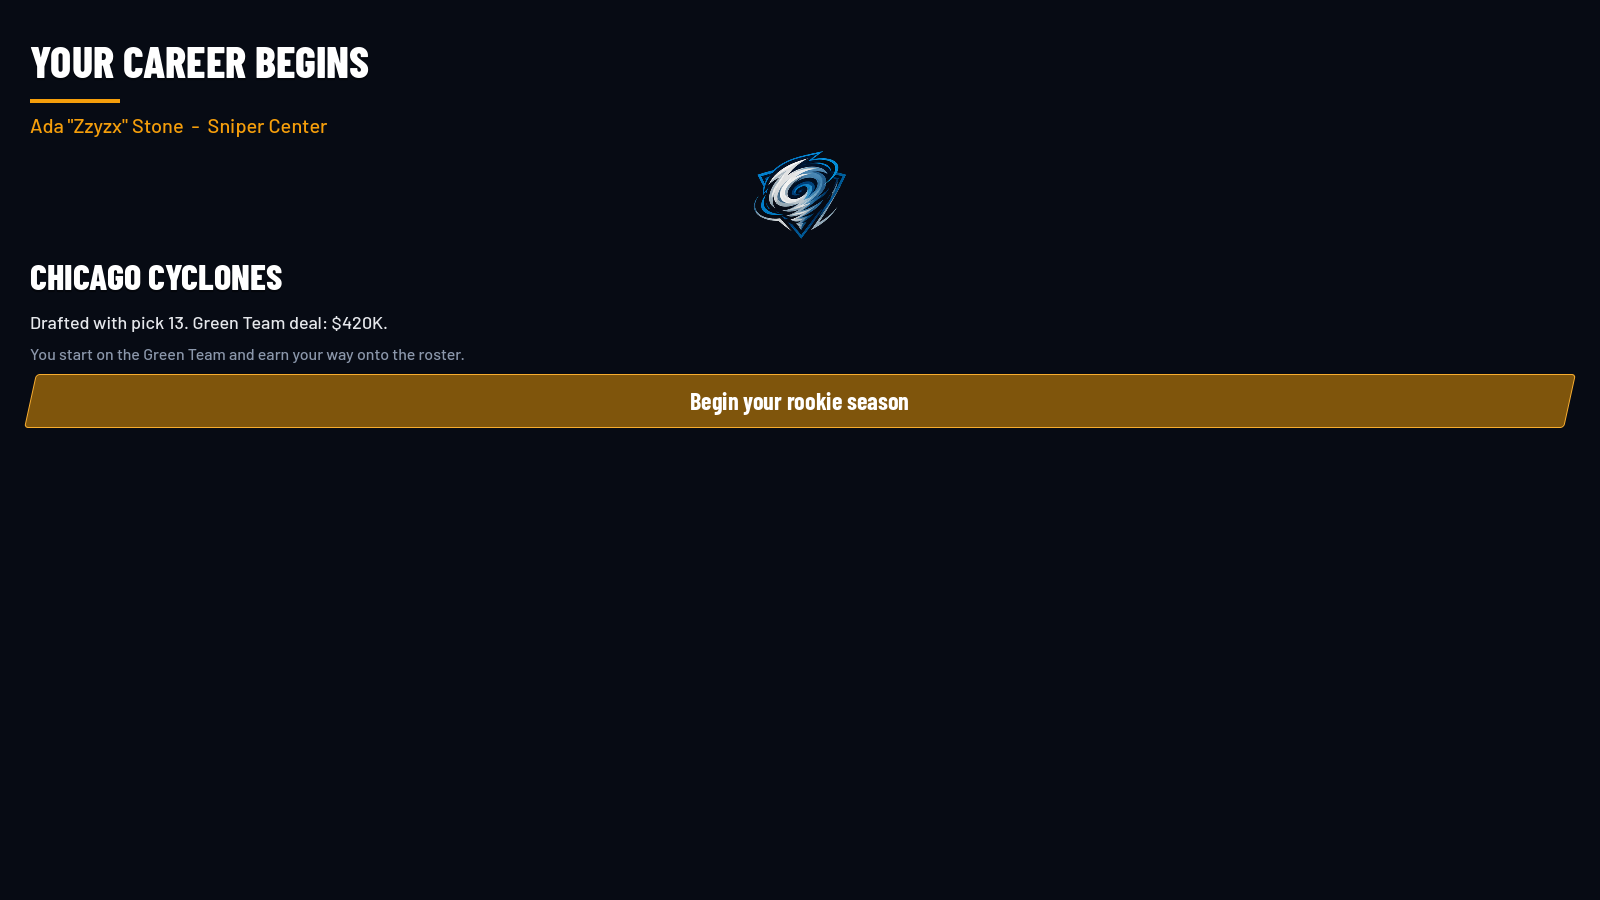 YOUR CAREER BEGINS
Ada "Zzyzx" Stone - Sniper Center
CHICAGO CYCLONES
Drafted with pick 13. Green Team deal: $420K.
You start on the Green Team and earn your way onto the roster.
Begin your rookie season